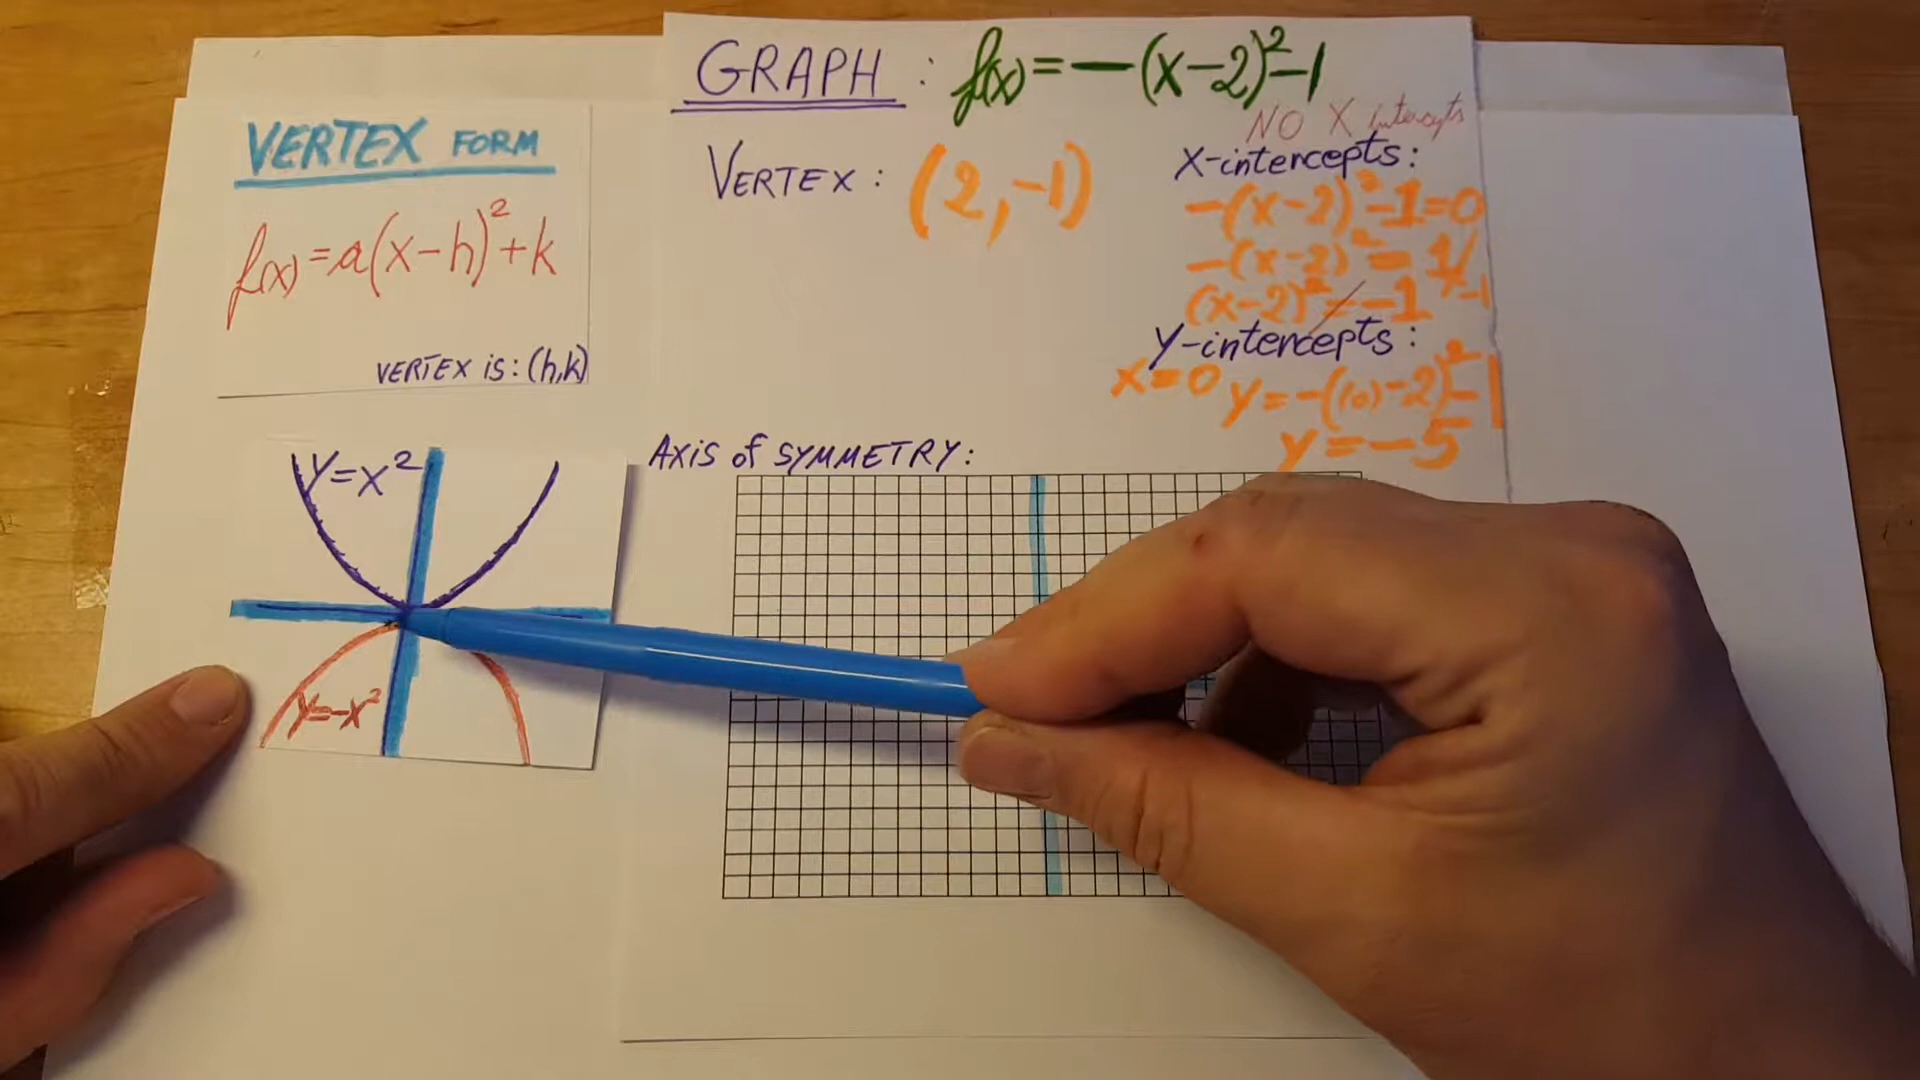 GRAPH : f(x)=-(x-2)²-1
VERTEX FORM
f(x)=a(x-h)²+k
VERTEX is: (h,k)
VERTEX : (2,-1)
NO X intercepts
X-intercepts:
-(x-2)²-1=0
-(x-2)²=1/
x-1
(x-2)²=-1
Y-intercepts:
x=0 y=-((0)-2)²-1
y=-5
Axis of SYMMETRY:
y=x²
y=-x²